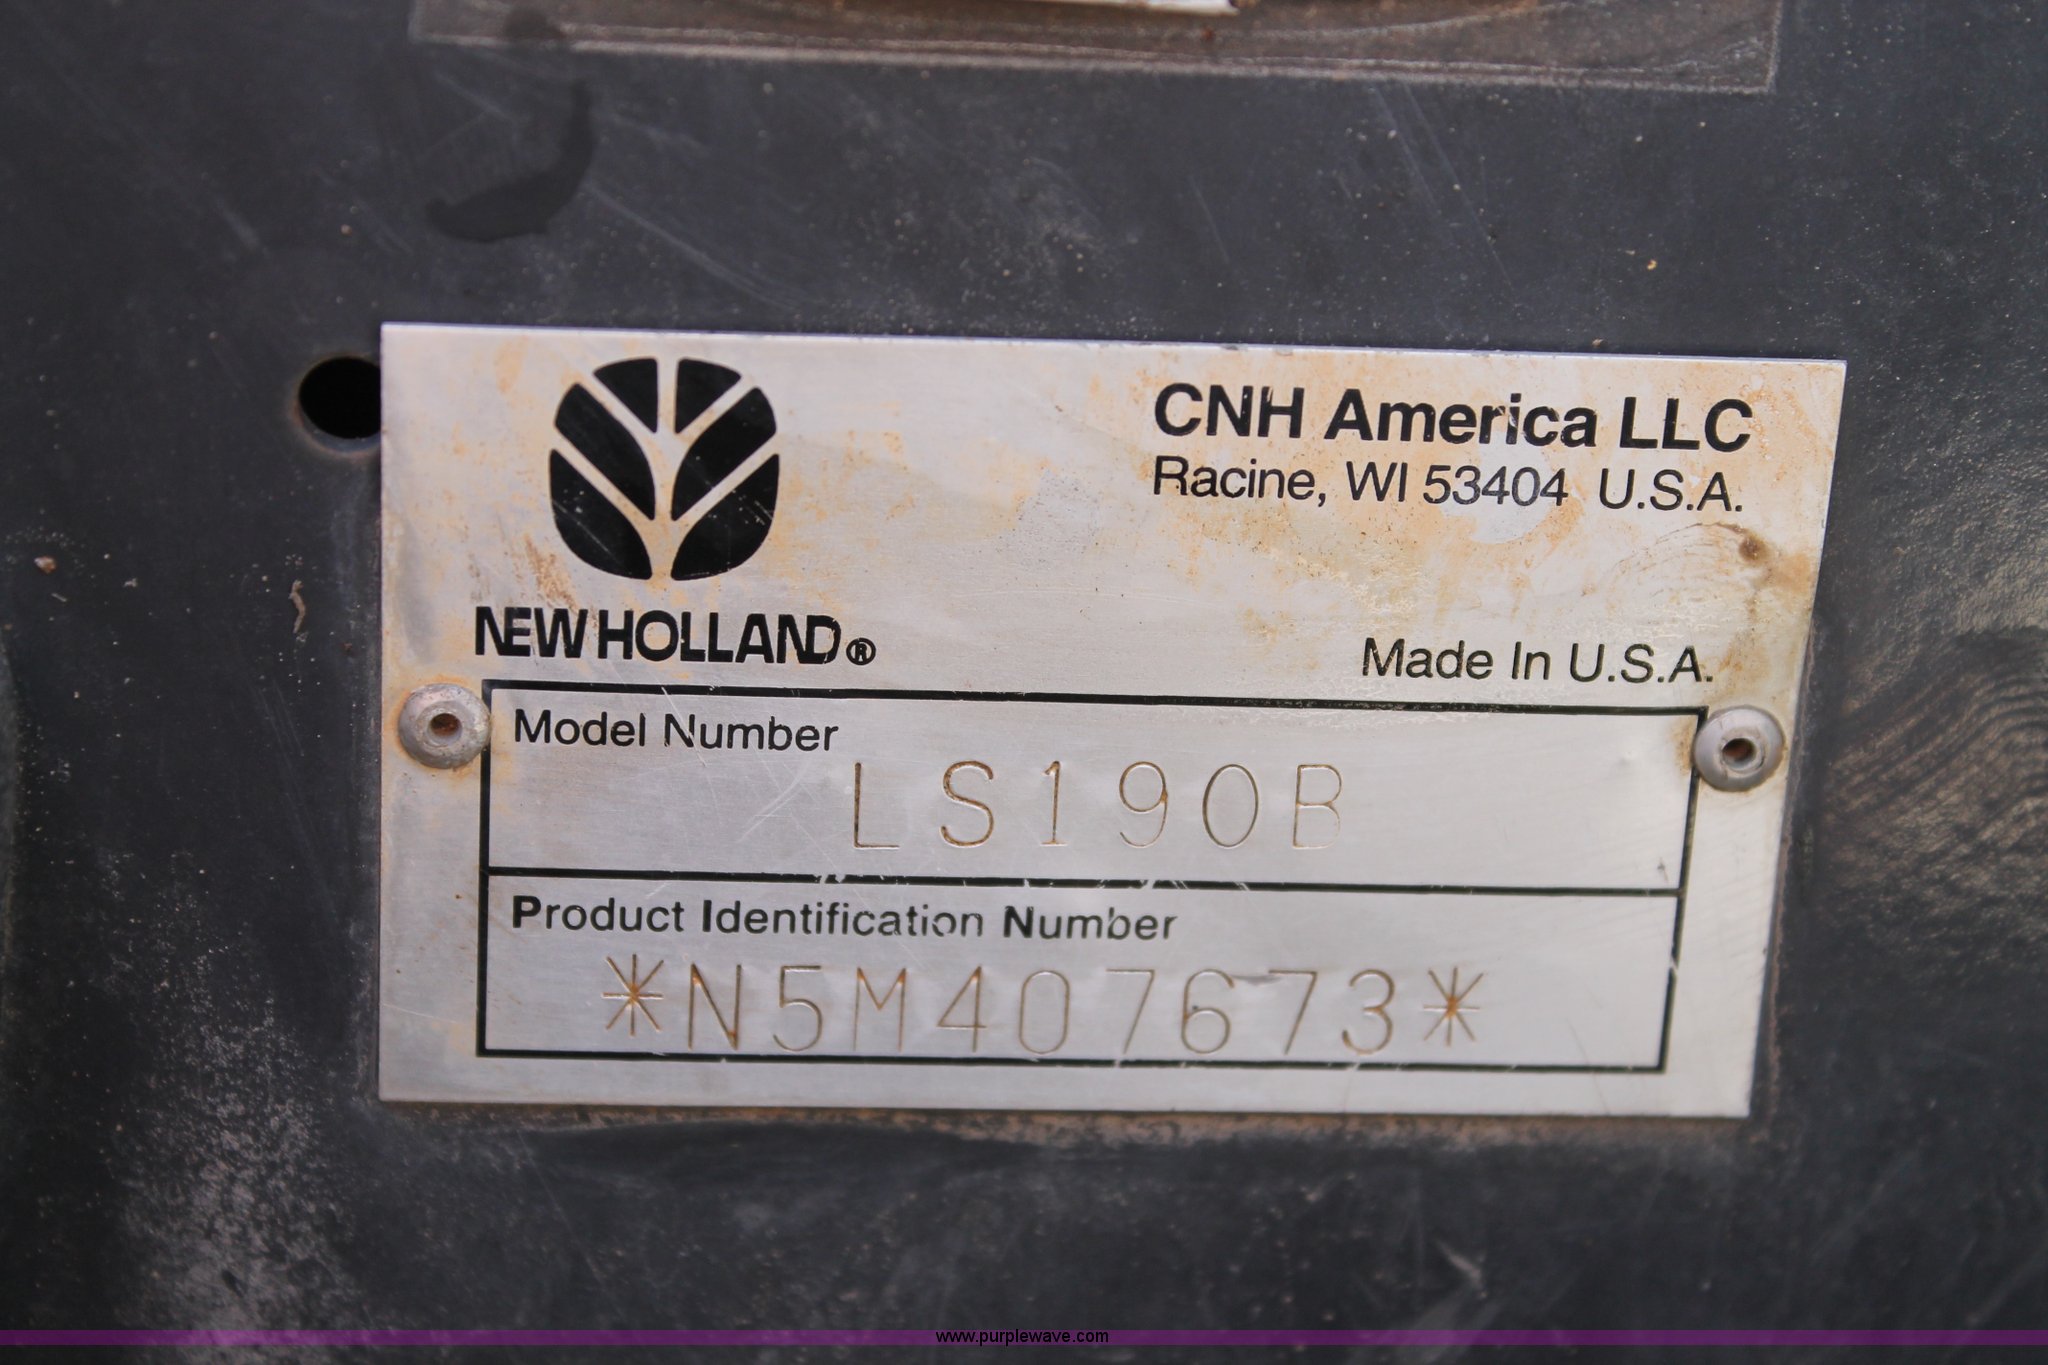 CNH America LLC
Racine, WI 53404 U.S.A.
NEW HOLLAND®
Made In U.S.A.
Model Number
LS190B
Product Identification Number
*N5M407673*
www.purplewave.com